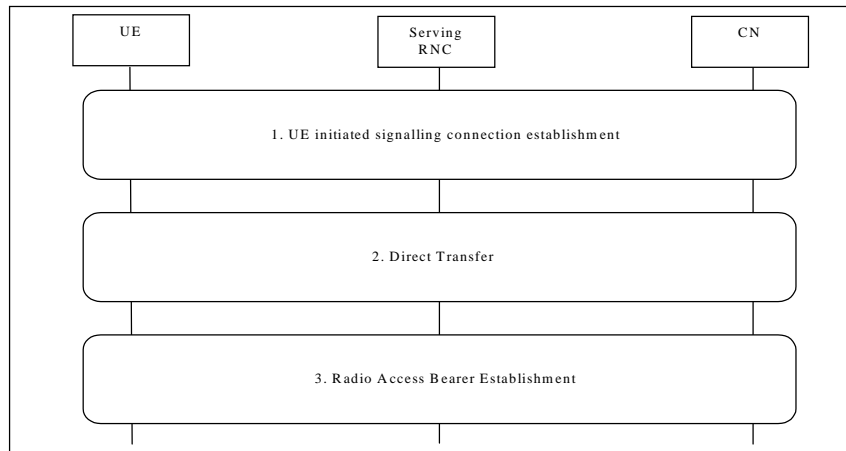 UE
Serving
RNC
CN
1. UE initiated signalling connection establishment
2. Direct Transfer
3. Radio Access Bearer Establishment